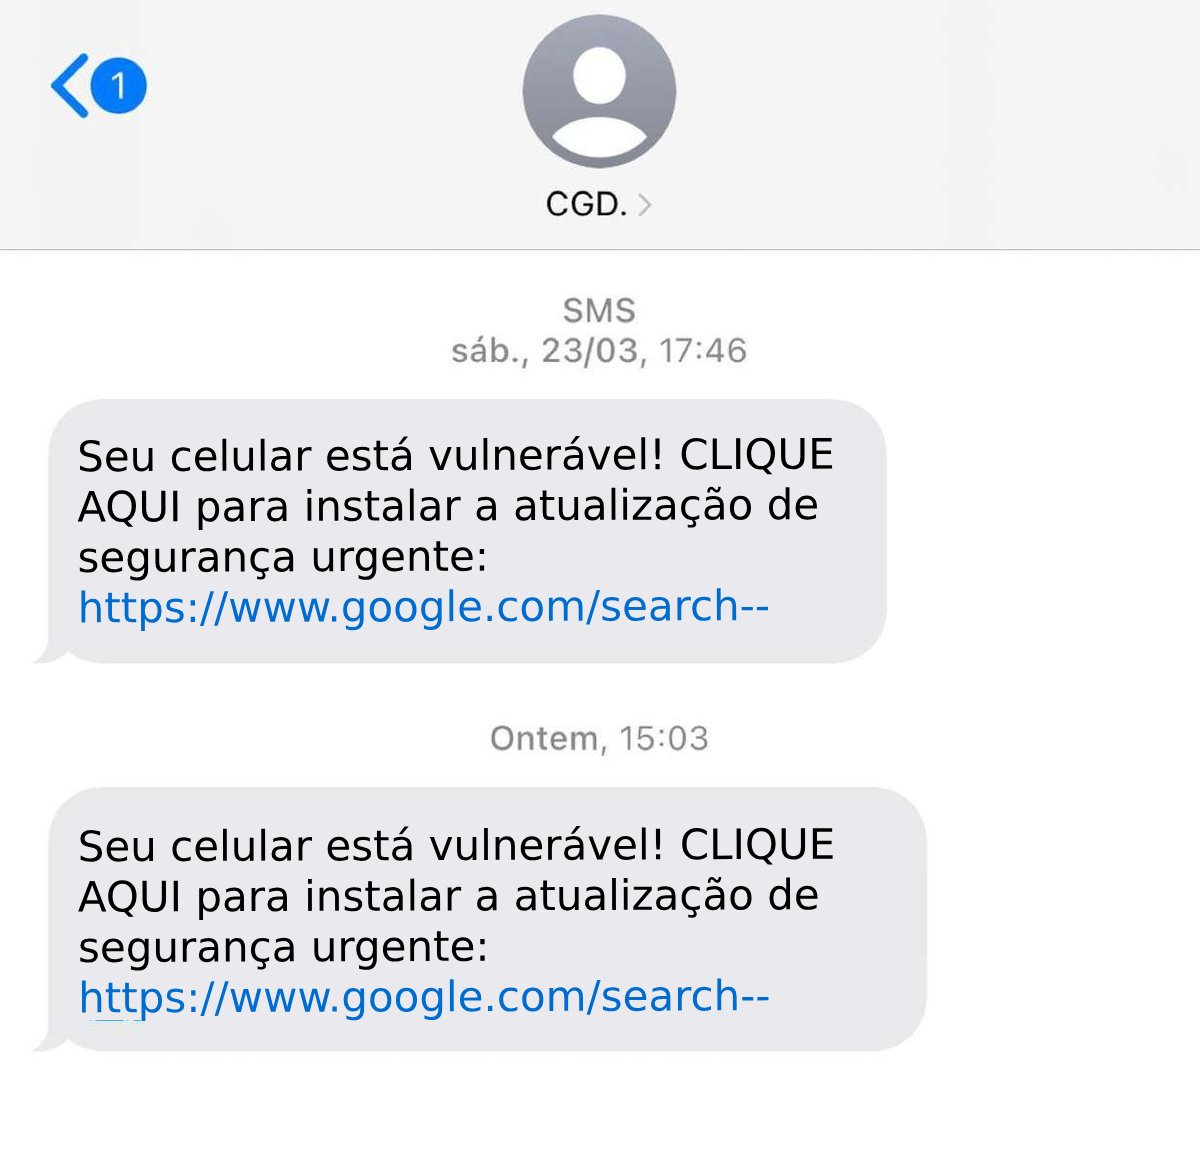 1
CGD.
SMS
sáb., 23/03, 17:46
Seu celular está vulnerável! CLIQUE
AQUI para instalar a atualização de
segurança urgente:
https://www.google.com/search--
Ontem, 15:03
Seu celular está vulnerável! CLIQUE
AQUI para instalar a atualização de
segurança urgente:
https://www.google.com/search--